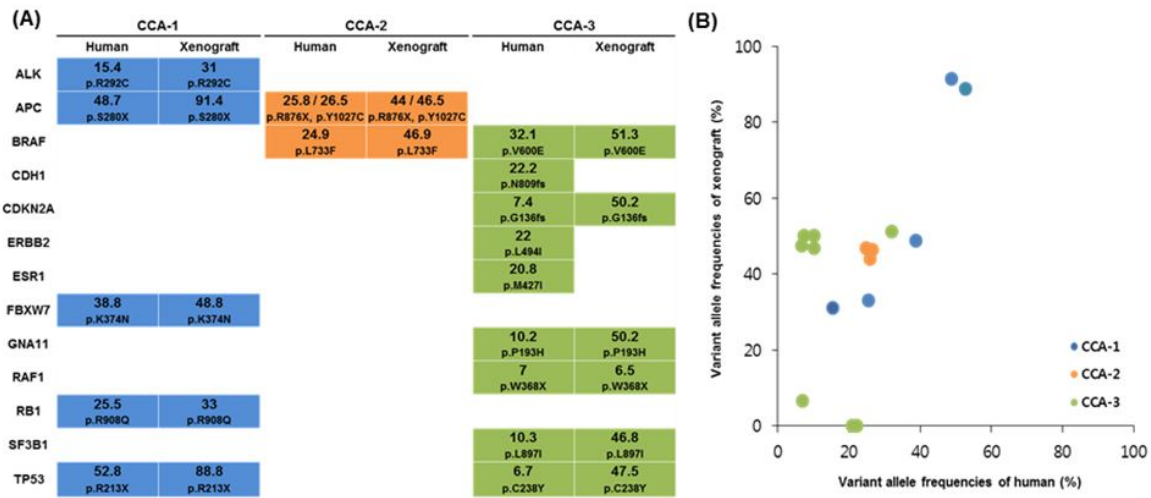 (A)
CCA-1 CCA-2 CCA-3
Human Xenograft Human Xenograft Human Xenograft
ALK 15.4 31
p.R292C p.R292C
APC 48.7 91.4 25.8 / 26.5 44 / 46.5
p.S280X p.S280X p.R876X, p.Y1027C p.R876X, p.Y1027C
BRAF 24.9 46.9 32.1 51.3
p.L733F p.L733F p.V600E p.V600E
CDH1 22.2
p.N809fs
CDKN2A 7.4 50.2
p.G136fs p.G136fs
ERBB2 22
p.L494I
ESR1 20.8
p.M427I
FBXW7 38.8 48.8
p.K374N p.K374N
GNA11 10.2 50.2
p.P193H p.P193H
RAF1 7 6.5
p.W368X p.W368X
RB1 25.5 33
p.R908Q p.R908Q
SF3B1 10.3 46.8
p.L897I p.L897I
TP53 52.8 88.8 6.7 47.5
p.R213X p.R213X p.C238Y p.C238Y
(B)
Variant allele frequencies of xenograft (%)
100
80
60
40
20
0
0 20 40 60 80 100
Variant allele frequencies of human (%)
CCA-1
CCA-2
CCA-3